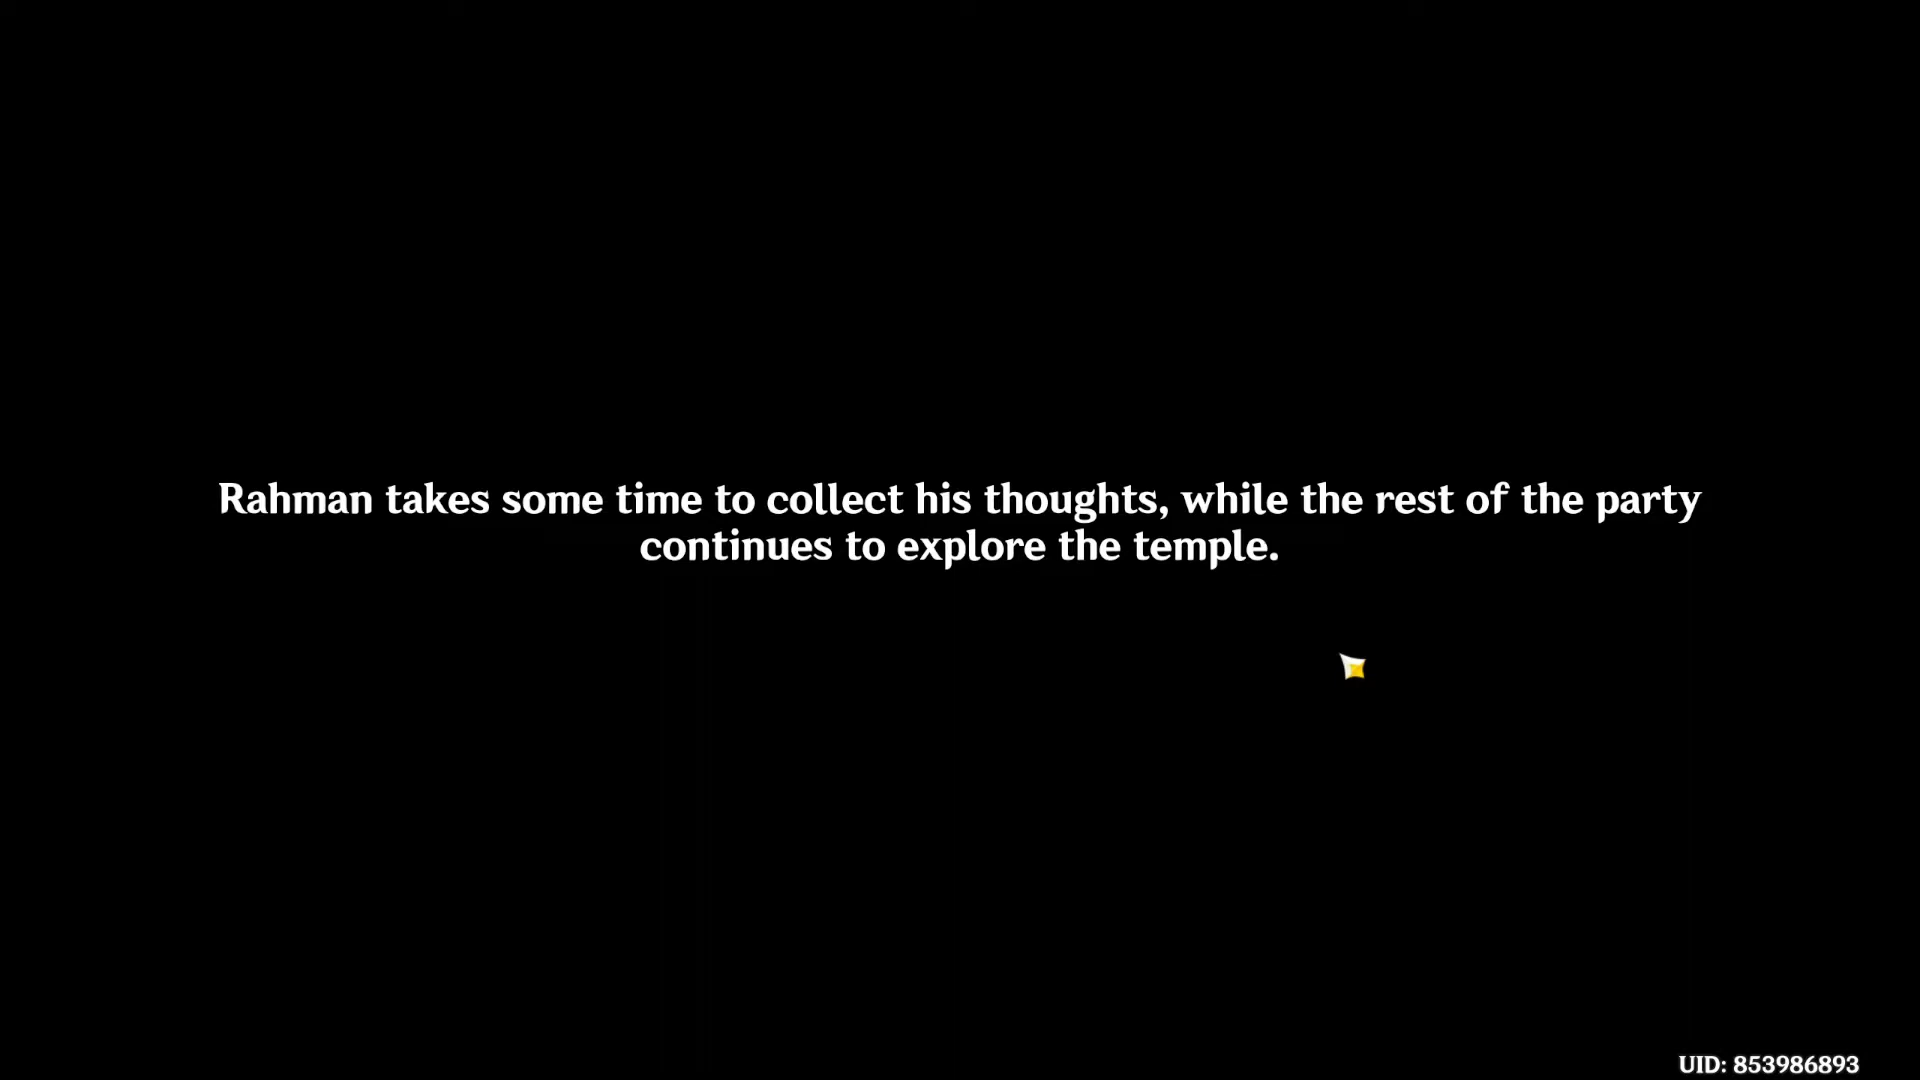 Rahman takes some time to collect his thoughts, while the rest of the party
continues to explore the temple.
UID: 853986893